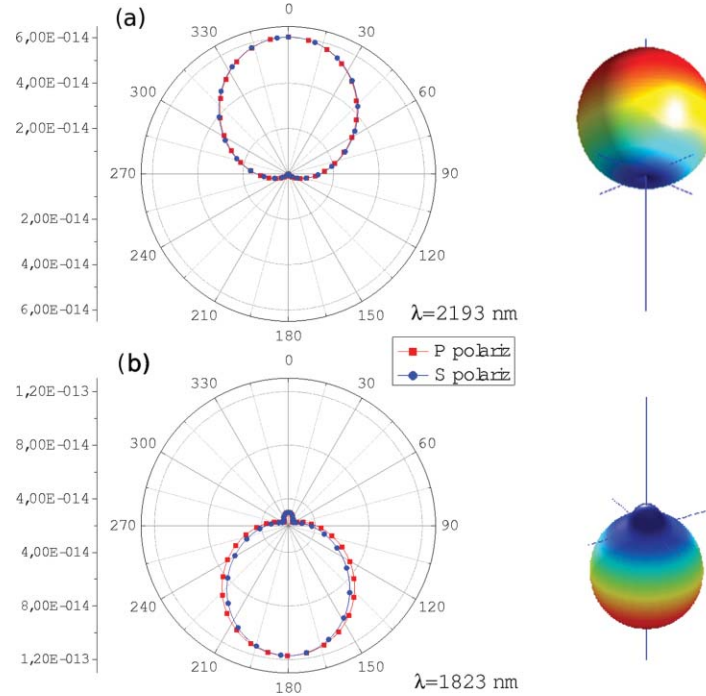 (a)
0
30
60
90
120
150
180
210
240
270
300
330
6,00E-014
4,00E-014
2,00E-014
2,00E-014
4,00E-014
6,00E-014
λ=2193 nm
P polariz
S polariz
(b)
0
30
60
90
120
150
180
210
240
270
300
330
1,20E-013
8,00E-014
4,00E-014
4,00E-014
8,00E-014
1,20E-013
λ=1823 nm